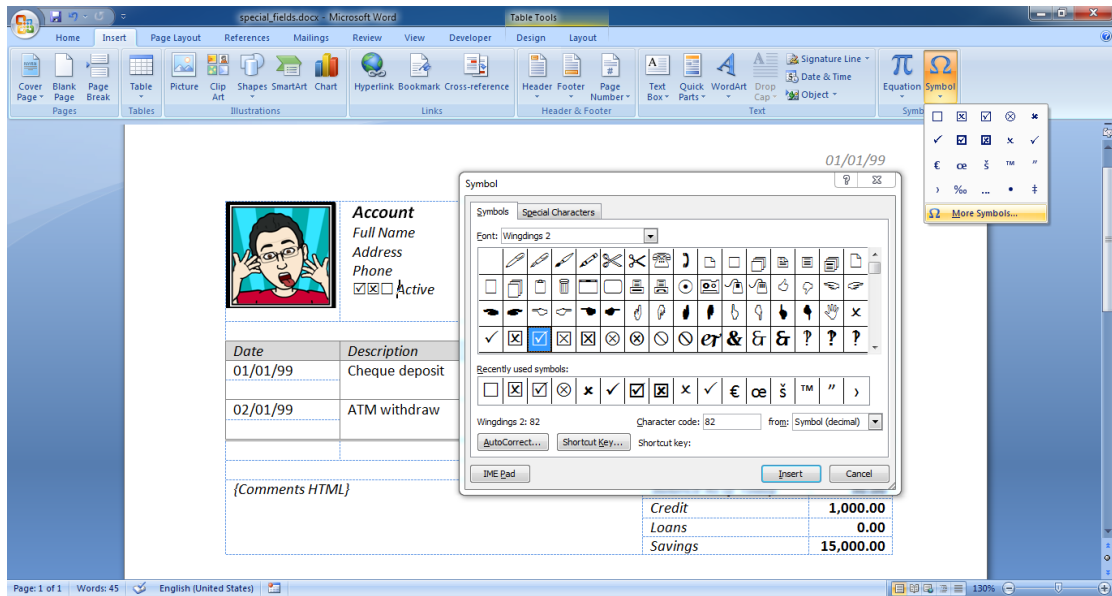 special_fields.docx - Microsoft Word Table Tools
Home Insert Page Layout References Mailings Review View Developer Design Layout
Cover Page Blank Page Page Break Table Picture Clip Art Shapes SmartArt Chart Hyperlink Bookmark Cross-reference Header Footer Page Number Text Box Quick Parts WordArt Drop Cap Signature Line Date & Time Object Equation Symbol
Pages Tables Illustrations Links Header & Footer Text Symb
€ œ š ™ ″
› ‰ ... • ‡
Ω More Symbols...
01/01/99
Account
Full Name
Address
Phone
☑☒☐ Active
Date Description
01/01/99 Cheque deposit
02/01/99 ATM withdraw
{Comments HTML}
Credit 1,000.00
Loans 0.00
Savings 15,000.00
Symbol
Symbols Special Characters
Font: Wingdings 2
er & & &
Recently used symbols:
€ œ š ™ ″ ›
Wingdings 2: 82 Character code: 82 from: Symbol (decimal)
AutoCorrect... Shortcut Key... Shortcut key:
IME Pad Insert Cancel
Page: 1 of 1 Words: 45 English (United States) 130%